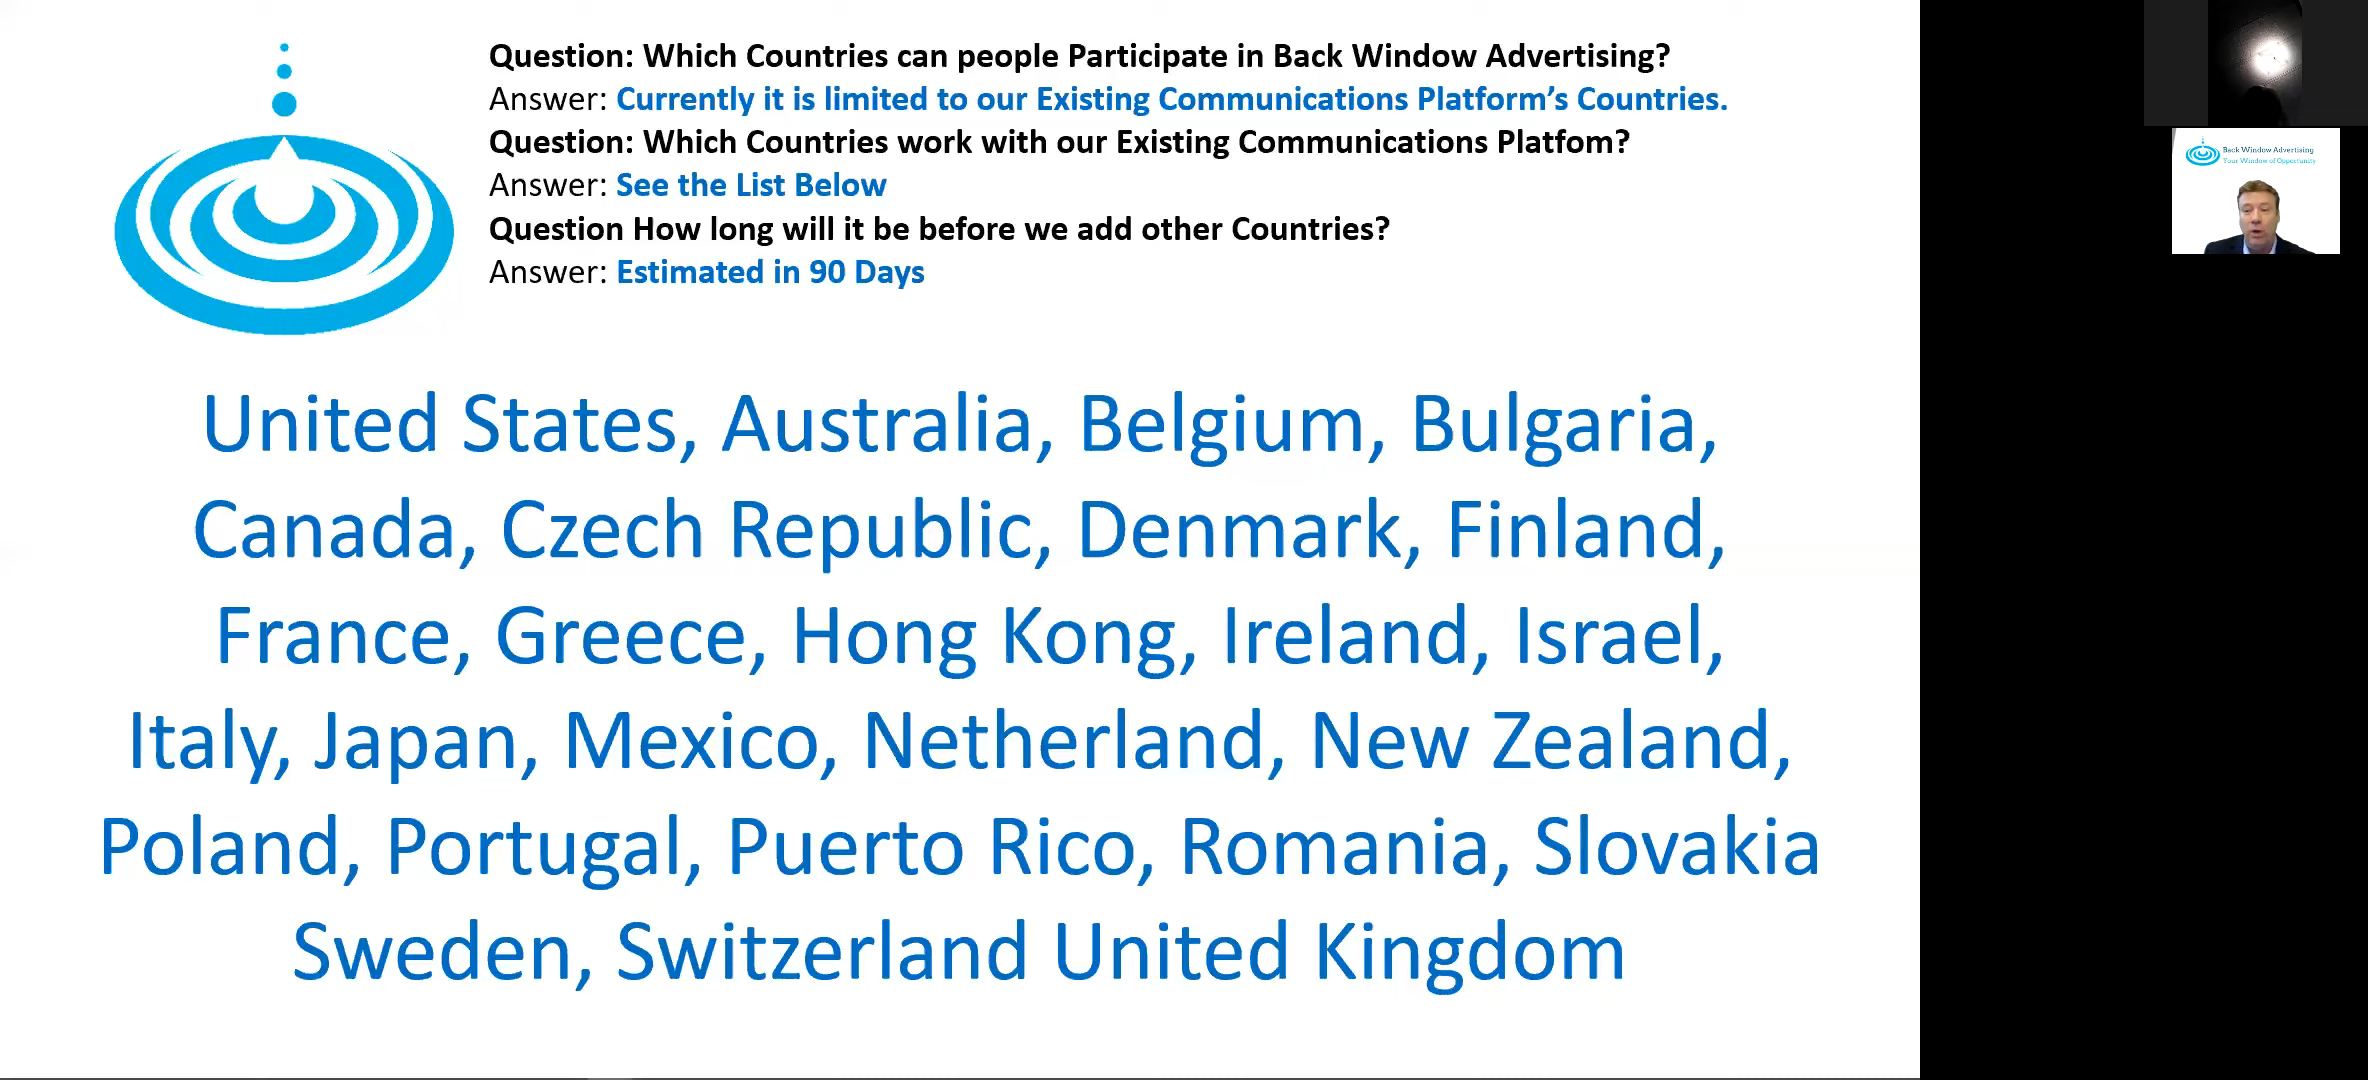 Question: Which Countries can people Participate in Back Window Advertising?
Answer: Currently it is limited to our Existing Communications Platform’s Countries.
Question: Which Countries work with our Existing Communications Platfom?
Answer: See the List Below
Question How long will it be before we add other Countries?
Answer: Estimated in 90 Days
United States, Australia, Belgium, Bulgaria,
Canada, Czech Republic, Denmark, Finland,
France, Greece, Hong Kong, Ireland, Israel,
Italy, Japan, Mexico, Netherland, New Zealand,
Poland, Portugal, Puerto Rico, Romania, Slovakia
Sweden, Switzerland United Kingdom
Back Window Advertising
Your Window of Opportunity